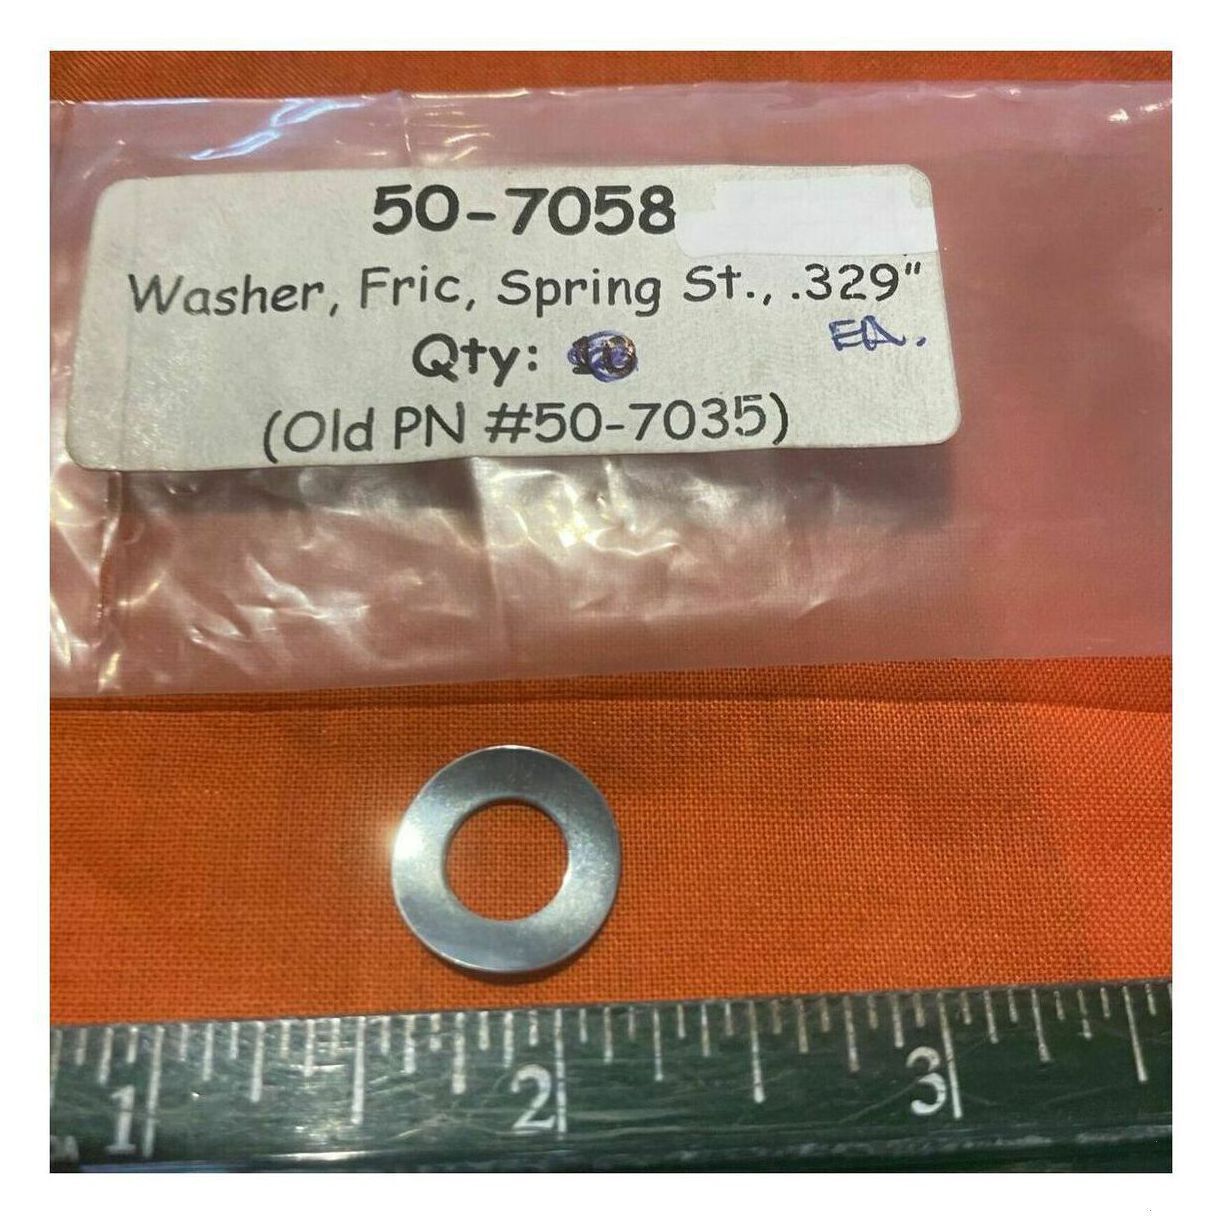 50-7058
Washer, Fric, Spring St., .329"
EA.
Qty:
(Old PN #50-7035)
1 2 3